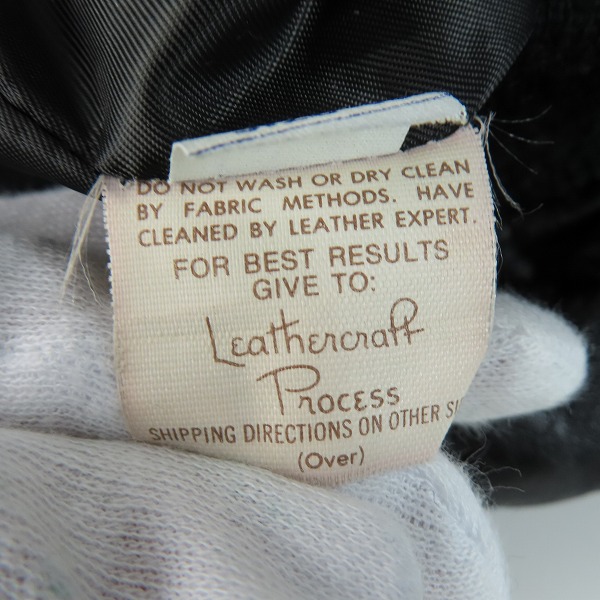 DO NOT WASH OR DRY CLEAN
BY FABRIC METHODS. HAVE
CLEANED BY LEATHER EXPERT.
FOR BEST RESULTS
GIVE TO:
Leathercraft
Process
SHIPPING DIRECTIONS ON OTHER SI
(Over)